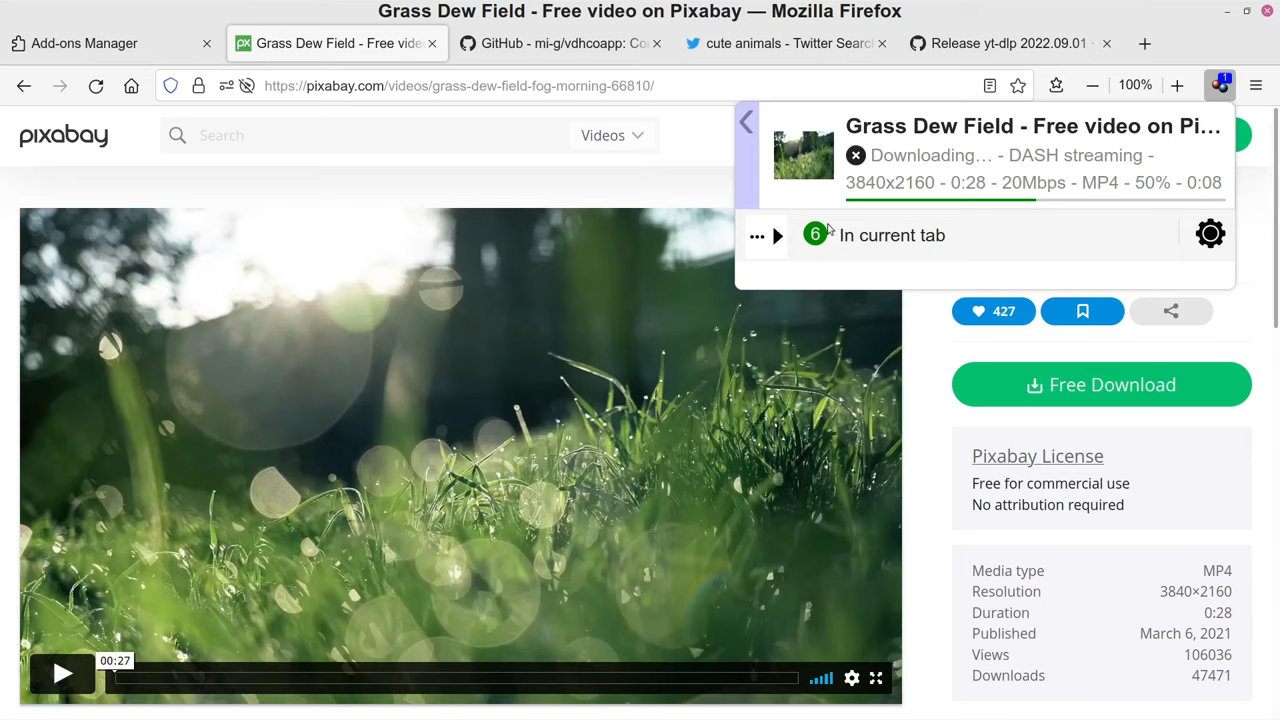 Grass Dew Field - Free video on Pixabay — Mozilla Firefox
Add-ons Manager
Grass Dew Field - Free vide
GitHub - mi-g/vdhcoapp: Co
cute animals - Twitter Searc
Release yt-dlp 2022.09.01 ·
https://pixabay.com/videos/grass-dew-field-fog-morning-66810/
100%
1
pixabay
Search
Videos
Grass Dew Field - Free video on Pi...
Downloading... - DASH streaming -
3840x2160 - 0:28 - 20Mbps - MP4 - 50% - 0:08
6 In current tab
427
Free Download
Pixabay License
Free for commercial use
No attribution required
Media type MP4
Resolution 3840×2160
Duration 0:28
Published March 6, 2021
Views 106036
Downloads 47471
00:27